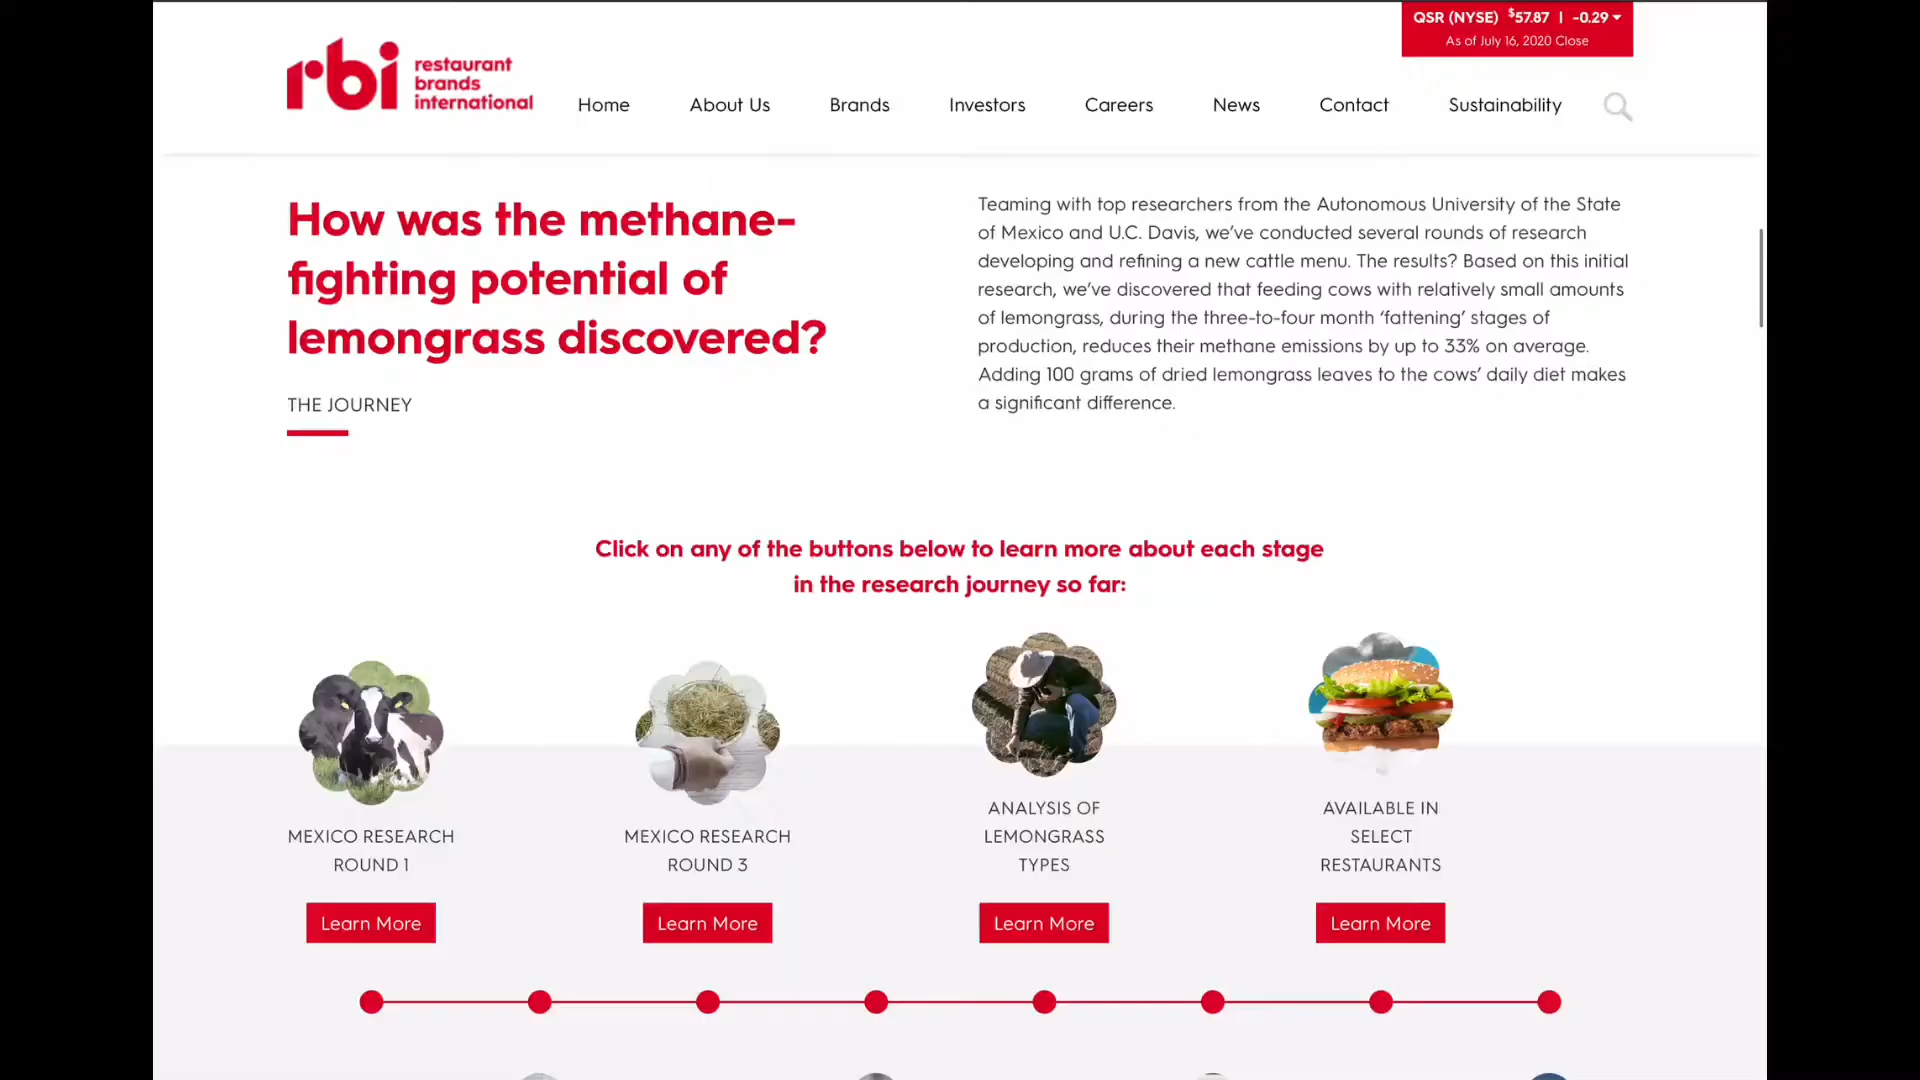 QSR (NYSE) $57.87 | -0.29
As of July 16, 2020 Close
rbi restaurant
brands
international
Home About Us Brands Investors Careers News Contact Sustainability
How was the methane-
fighting potential of
lemongrass discovered?
THE JOURNEY
Teaming with top researchers from the Autonomous University of the State
of Mexico and U.C. Davis, we’ve conducted several rounds of research
developing and refining a new cattle menu. The results? Based on this initial
research, we’ve discovered that feeding cows with relatively small amounts
of lemongrass, during the three-to-four month ‘fattening’ stages of
production, reduces their methane emissions by up to 33% on average.
Adding 100 grams of dried lemongrass leaves to the cows’ daily diet makes
a significant difference.
Click on any of the buttons below to learn more about each stage
in the research journey so far:
MEXICO RESEARCH
ROUND 1
Learn More
MEXICO RESEARCH
ROUND 3
Learn More
ANALYSIS OF
LEMONGRASS
TYPES
Learn More
AVAILABLE IN
SELECT
RESTAURANTS
Learn More